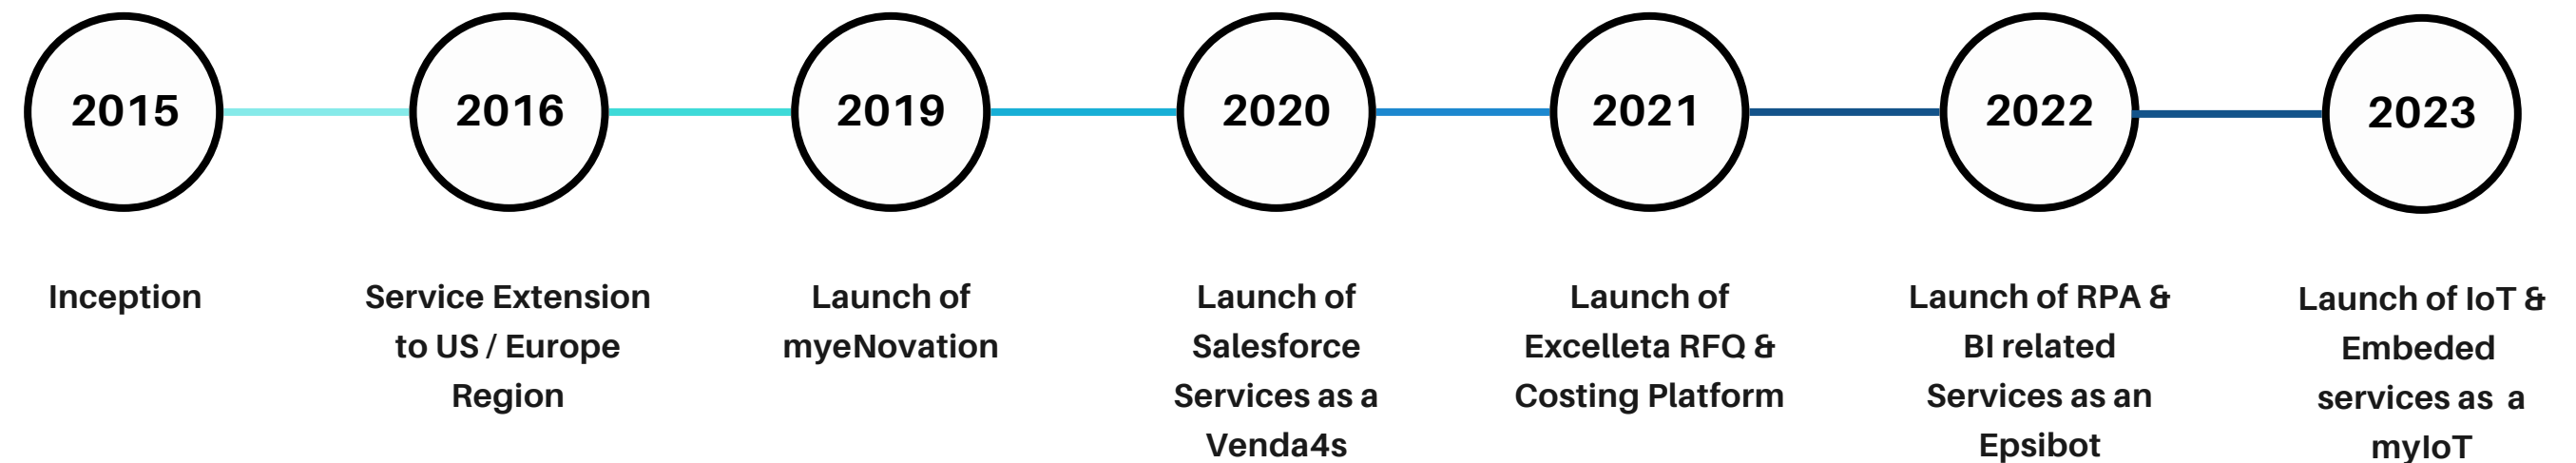 2015
2016
2019
2020
2021
2022
2023
Inception
Service Extension
to US / Europe
Region
Launch of
myeNovation
Launch of
Salesforce
Services as a
Venda4s
Launch of
Excelleta RFQ &
Costing Platform
Launch of RPA &
BI related
Services as an
Epsibot
Launch of IoT &
Embeded
services as  a
myIoT